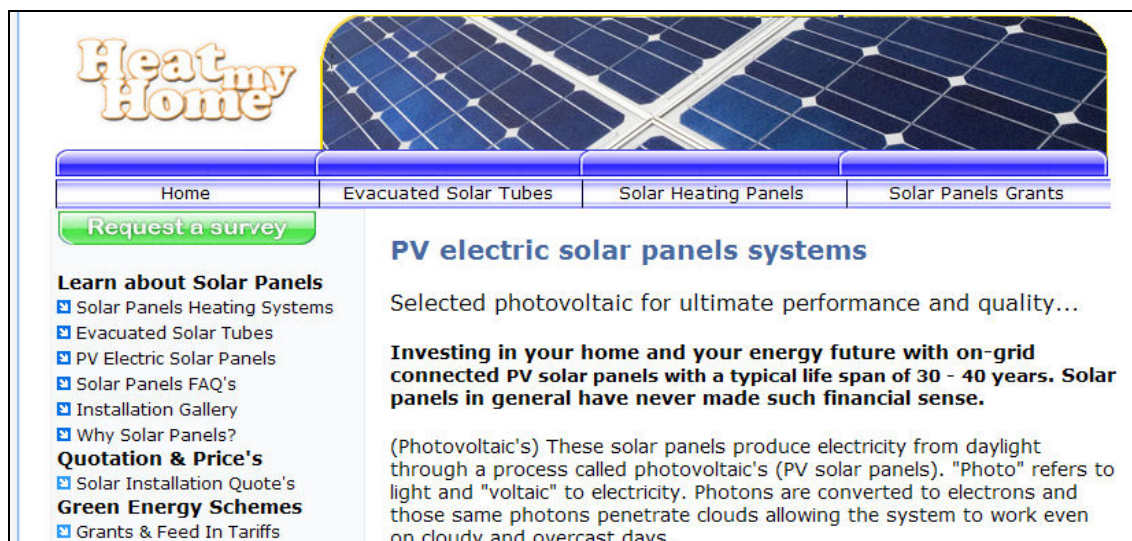 Heat my
Home
Home
Evacuated Solar Tubes
Solar Heating Panels
Solar Panels Grants
Request a survey
Learn about Solar Panels
Solar Panels Heating Systems
Evacuated Solar Tubes
PV Electric Solar Panels
Solar Panels FAQ's
Installation Gallery
Why Solar Panels?
Quotation & Price's
Solar Installation Quote's
Green Energy Schemes
Grants & Feed In Tariffs
PV electric solar panels systems
Selected photovoltaic for ultimate performance and quality...
Investing in your home and your energy future with on-grid
connected PV solar panels with a typical life span of 30 - 40 years. Solar
panels in general have never made such financial sense.
(Photovoltaic's) These solar panels produce electricity from daylight
through a process called photovoltaic's (PV solar panels). "Photo" refers to
light and "voltaic" to electricity. Photons are converted to electrons and
those same photons penetrate clouds allowing the system to work even
on cloudy and overcast days.